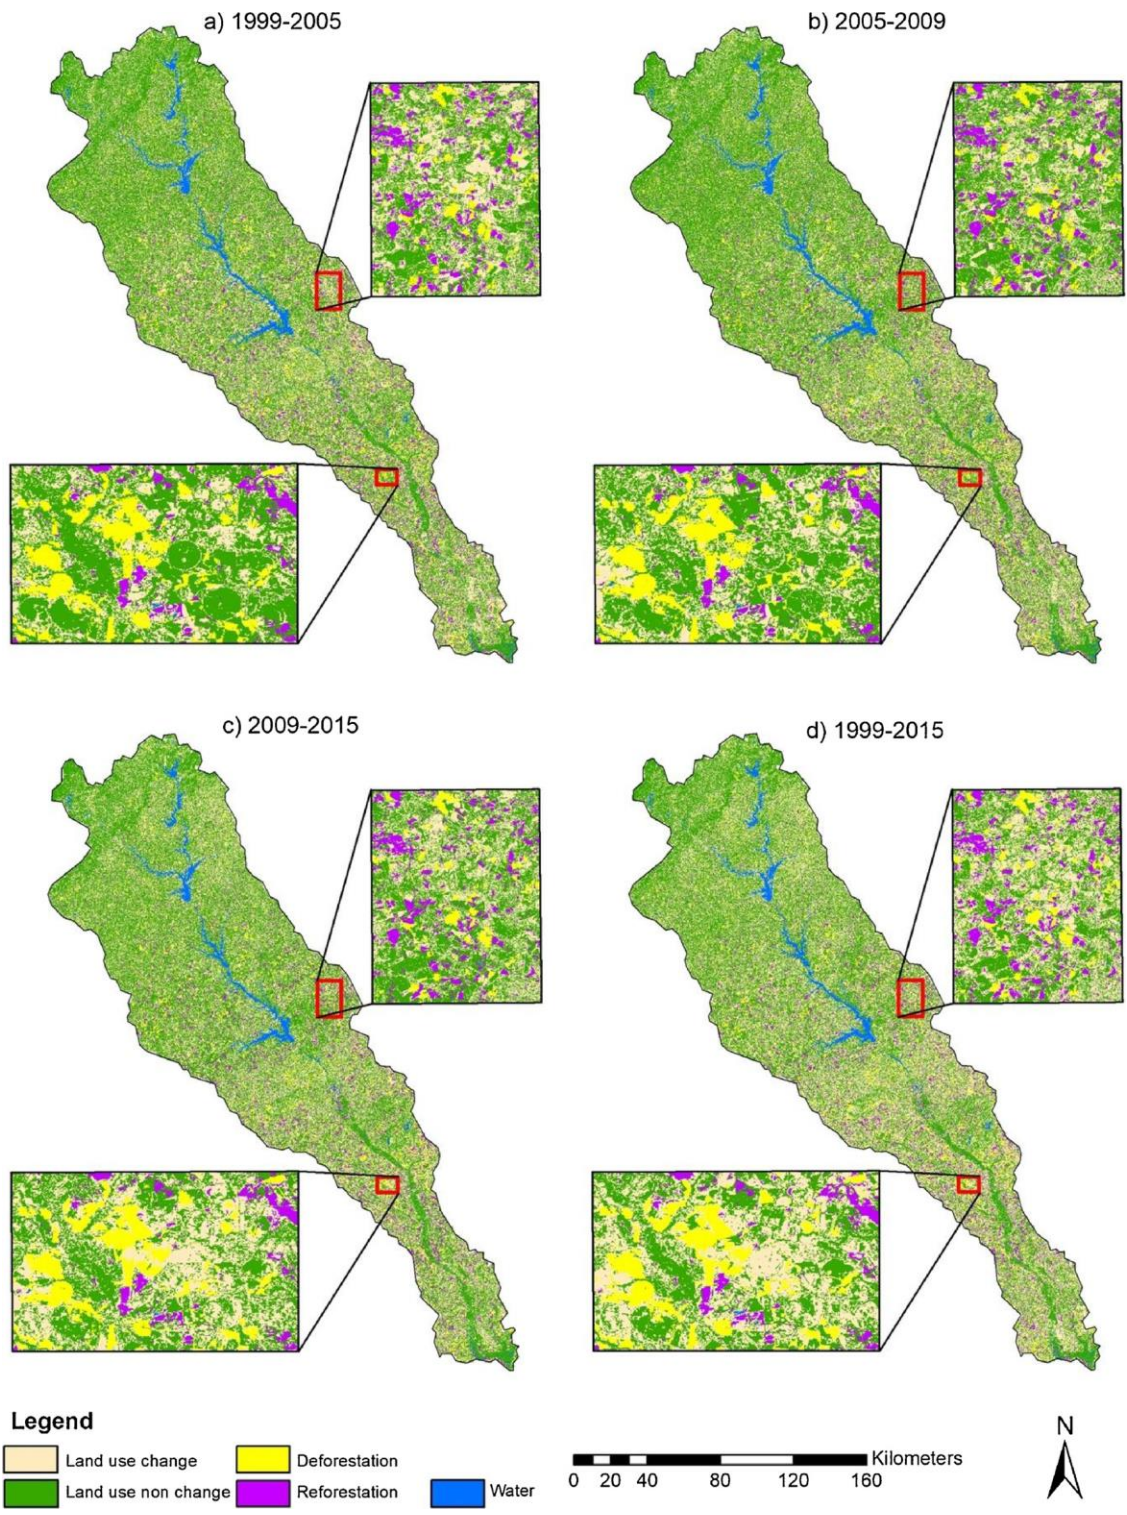 a) 1999-2005
b) 2005-2009
c) 2009-2015
d) 1999-2015
Legend
Land use change
Deforestation
Land use non change
Reforestation
Water
Kilometers
0 20 40 80 120 160
N